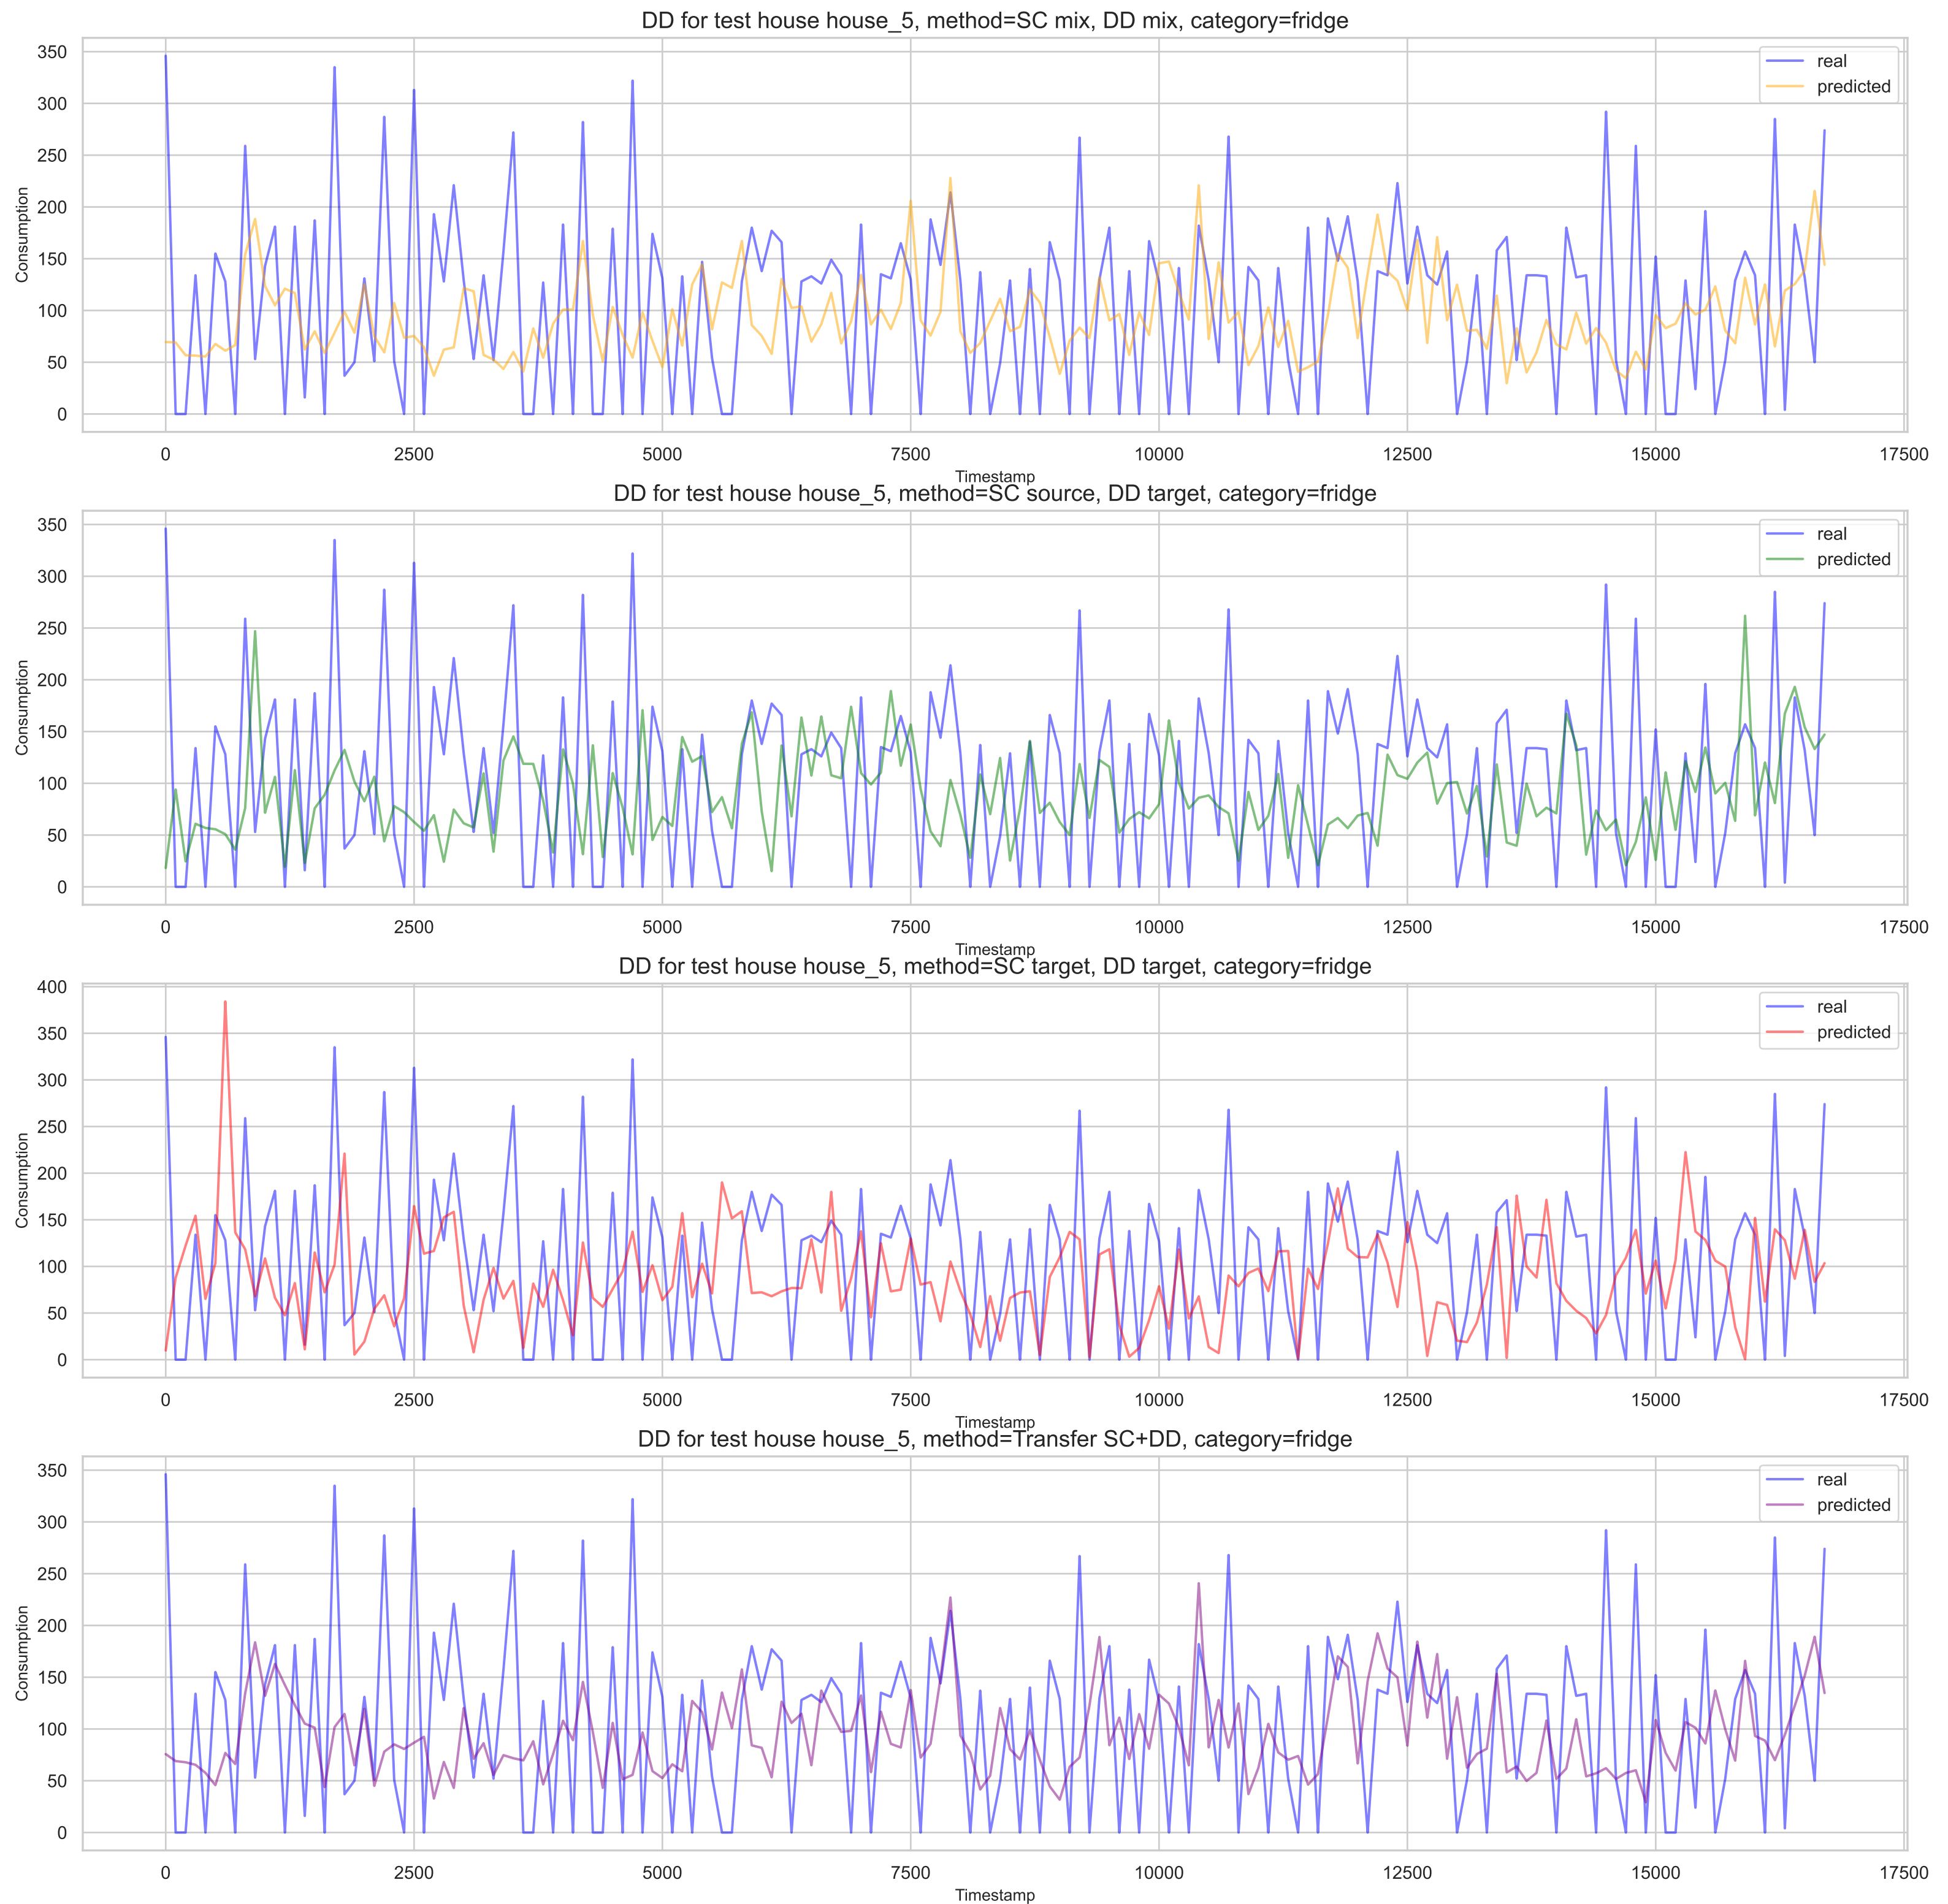 DD for test house house_5, method=SC mix, DD mix, category=fridge
350
real
predicted
300
250
200
Consumption
150
100
50
0
0 2500 5000 7500 10000 12500 15000 17500
Timestamp
DD for test house house_5, method=SC source, DD target, category=fridge
350
real
predicted
300
250
200
Consumption
150
100
50
0
0 2500 5000 7500 10000 12500 15000 17500
Timestamp
DD for test house house_5, method=SC target, DD target, category=fridge
400
real
predicted
350
300
250
200
Consumption
150
100
50
0
0 2500 5000 7500 10000 12500 15000 17500
Timestamp
DD for test house house_5, method=Transfer SC+DD, category=fridge
350
real
predicted
300
250
200
Consumption
150
100
50
0
0 2500 5000 7500 10000 12500 15000 17500
Timestamp